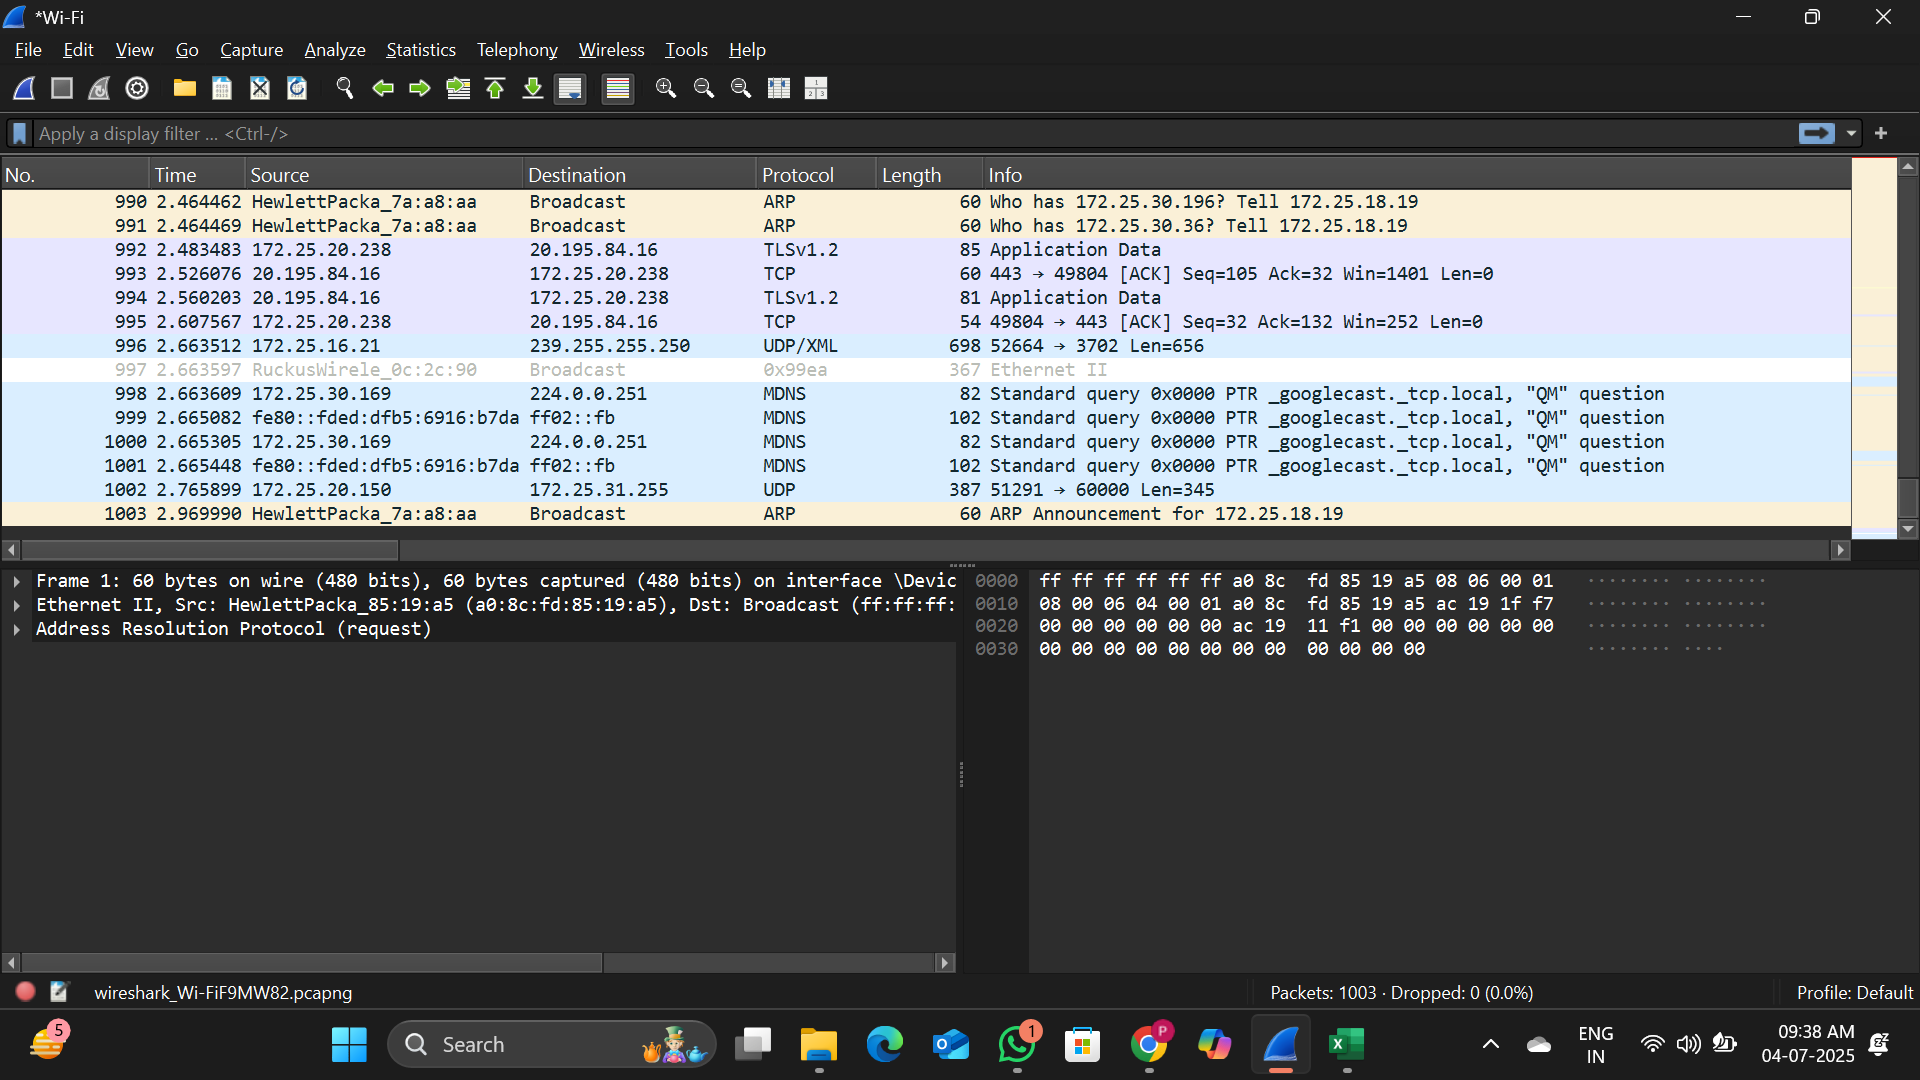 *Wi-Fi
File Edit View Go Capture Analyze Statistics Telephony Wireless Tools Help
Apply a display filter ... <Ctrl-/>
No. Time Source Destination Protocol Length Info
990 2.464462 HewlettPacka_7a:a8:aa Broadcast ARP 60 Who has 172.25.30.196? Tell 172.25.18.19
991 2.464469 HewlettPacka_7a:a8:aa Broadcast ARP 60 Who has 172.25.30.36? Tell 172.25.18.19
992 2.483483 172.25.20.238 20.195.84.16 TLSv1.2 85 Application Data
993 2.526076 20.195.84.16 172.25.20.238 TCP 60 443 → 49804 [ACK] Seq=105 Ack=32 Win=1401 Len=0
994 2.560203 20.195.84.16 172.25.20.238 TLSv1.2 81 Application Data
995 2.607567 172.25.20.238 20.195.84.16 TCP 54 49804 → 443 [ACK] Seq=32 Ack=132 Win=252 Len=0
996 2.663512 172.25.16.21 239.255.255.250 UDP/XML 698 52664 → 3702 Len=656
997 2.663597 RuckusWirele_0c:2c:90 Broadcast 0x99ea 367 Ethernet II
998 2.663609 172.25.30.169 224.0.0.251 MDNS 82 Standard query 0x0000 PTR _googlecast._tcp.local, "QM" question
999 2.665082 fe80::fded:dfb5:6916:b7da ff02::fb MDNS 102 Standard query 0x0000 PTR _googlecast._tcp.local, "QM" question
1000 2.665305 172.25.30.169 224.0.0.251 MDNS 82 Standard query 0x0000 PTR _googlecast._tcp.local, "QM" question
1001 2.665448 fe80::fded:dfb5:6916:b7da ff02::fb MDNS 102 Standard query 0x0000 PTR _googlecast._tcp.local, "QM" question
1002 2.765899 172.25.20.150 172.25.31.255 UDP 387 51291 → 60000 Len=345
1003 2.969990 HewlettPacka_7a:a8:aa Broadcast ARP 60 ARP Announcement for 172.25.18.19
Frame 1: 60 bytes on wire (480 bits), 60 bytes captured (480 bits) on interface \Devic
Ethernet II, Src: HewlettPacka_85:19:a5 (a0:8c:fd:85:19:a5), Dst: Broadcast (ff:ff:ff:
Address Resolution Protocol (request)
0000 ff ff ff ff ff ff a0 8c fd 85 19 a5 08 06 00 01 ········ ········
0010 08 00 06 04 00 01 a0 8c fd 85 19 a5 ac 19 1f f7 ········ ········
0020 00 00 00 00 00 00 ac 19 11 f1 00 00 00 00 00 00 ········ ········
0030 00 00 00 00 00 00 00 00 00 00 00 00 ········ ····
wireshark_Wi-FiF9MW82.pcapng
Packets: 1003 · Dropped: 0 (0.0%)
Profile: Default
5
Search
1
P
ENG
IN
09:38 AM
04-07-2025